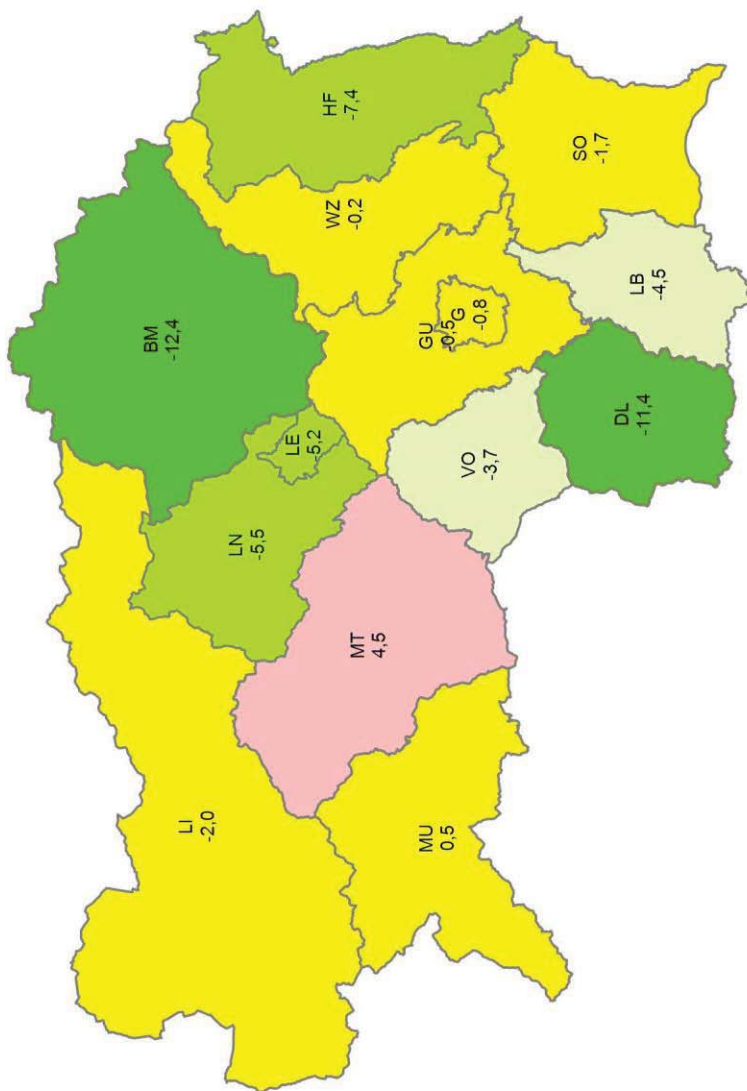 BM
-12,4
LI
-2,0
LN
-5,5
LE
-5,2
HF
-7,4
WZ
-0,2
MT
4,5
MU
0,5
GU
-0,5
G
-0,8
VO
-3,7
SO
-1,7
DL
-11,4
LB
-4,5